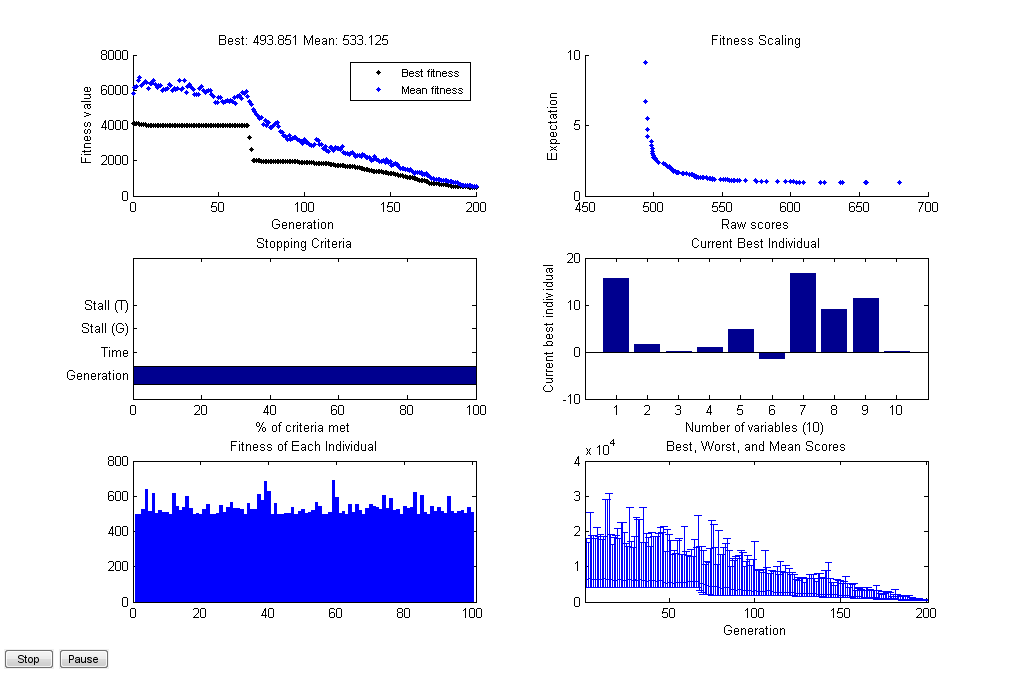 Best: 493.851 Mean: 533.125
8000
6000
4000
2000
0
Fitness value
Best fitness
Mean fitness
0 50 100 150 200
Generation
Fitness Scaling
10
5
0
Expectation
450 500 550 600 650 700
Raw scores
Stopping Criteria
Stall (T)
Stall (G)
Time
Generation
0 20 40 60 80 100
% of criteria met
Current Best Individual
20
10
0
-10
Current best individual
1 2 3 4 5 6 7 8 9 10
Number of variables (10)
Fitness of Each Individual
800
600
400
200
0
0 20 40 60 80 100
Best, Worst, and Mean Scores
x 10^4
4
3
2
1
0
50 100 150 200
Generation
Stop Pause